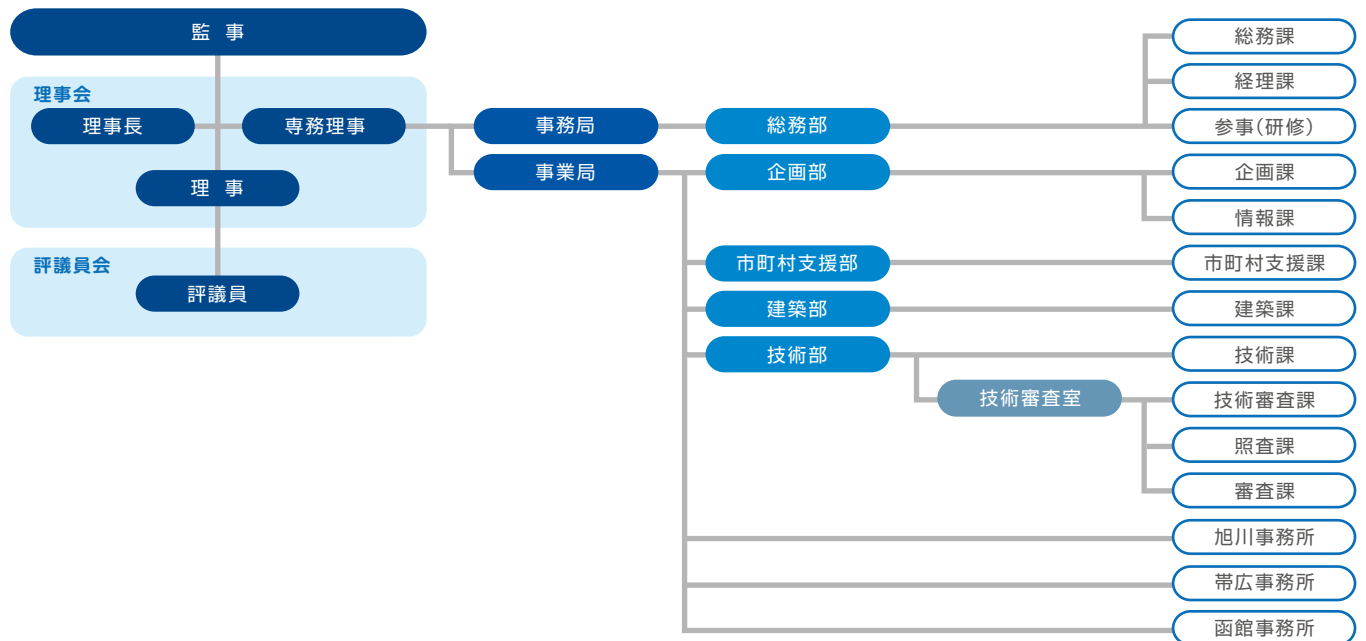 監 事
理事会
理事長
専務理事
理 事
評議員会
評議員
事務局
事業局
総務部
企画部
市町村支援部
建築部
技術部
技術審査室
総務課
経理課
参事(研修)
企画課
情報課
市町村支援課
建築課
技術課
技術審査課
照査課
審査課
旭川事務所
帯広事務所
函館事務所